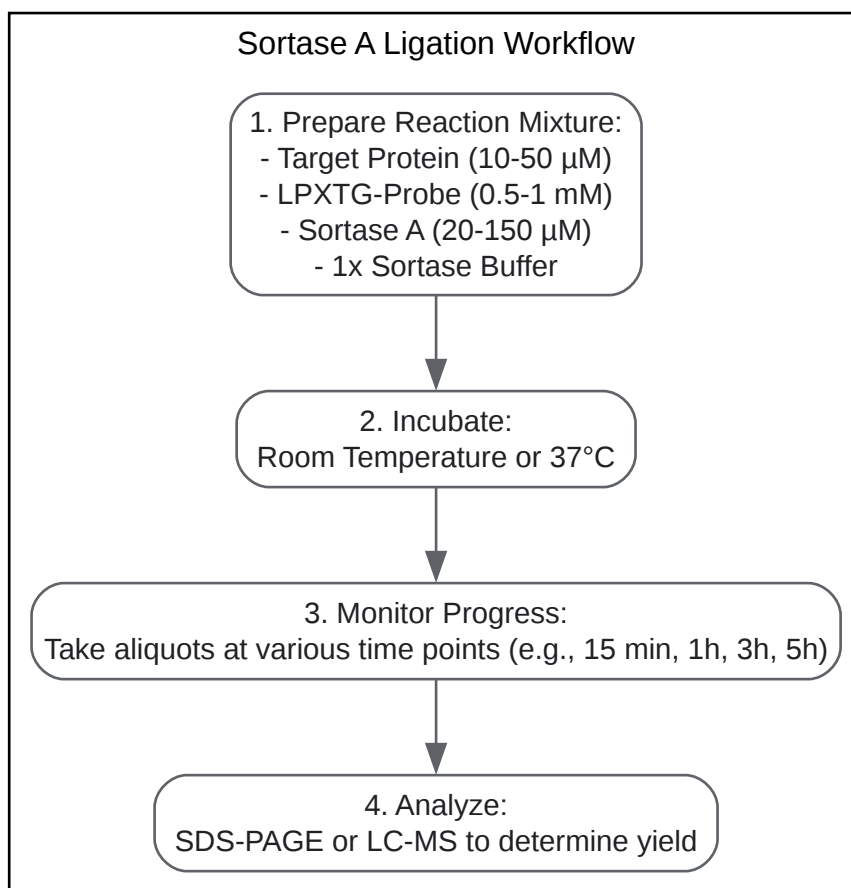 Sortase A Ligation Workflow
1. Prepare Reaction Mixture:
- Target Protein (10-50 µM)
- LPXTG-Probe (0.5-1 mM)
- Sortase A (20-150 µM)
- 1x Sortase Buffer
2. Incubate:
Room Temperature or 37°C
3. Monitor Progress:
Take aliquots at various time points (e.g., 15 min, 1h, 3h, 5h)
4. Analyze:
SDS-PAGE or LC-MS to determine yield